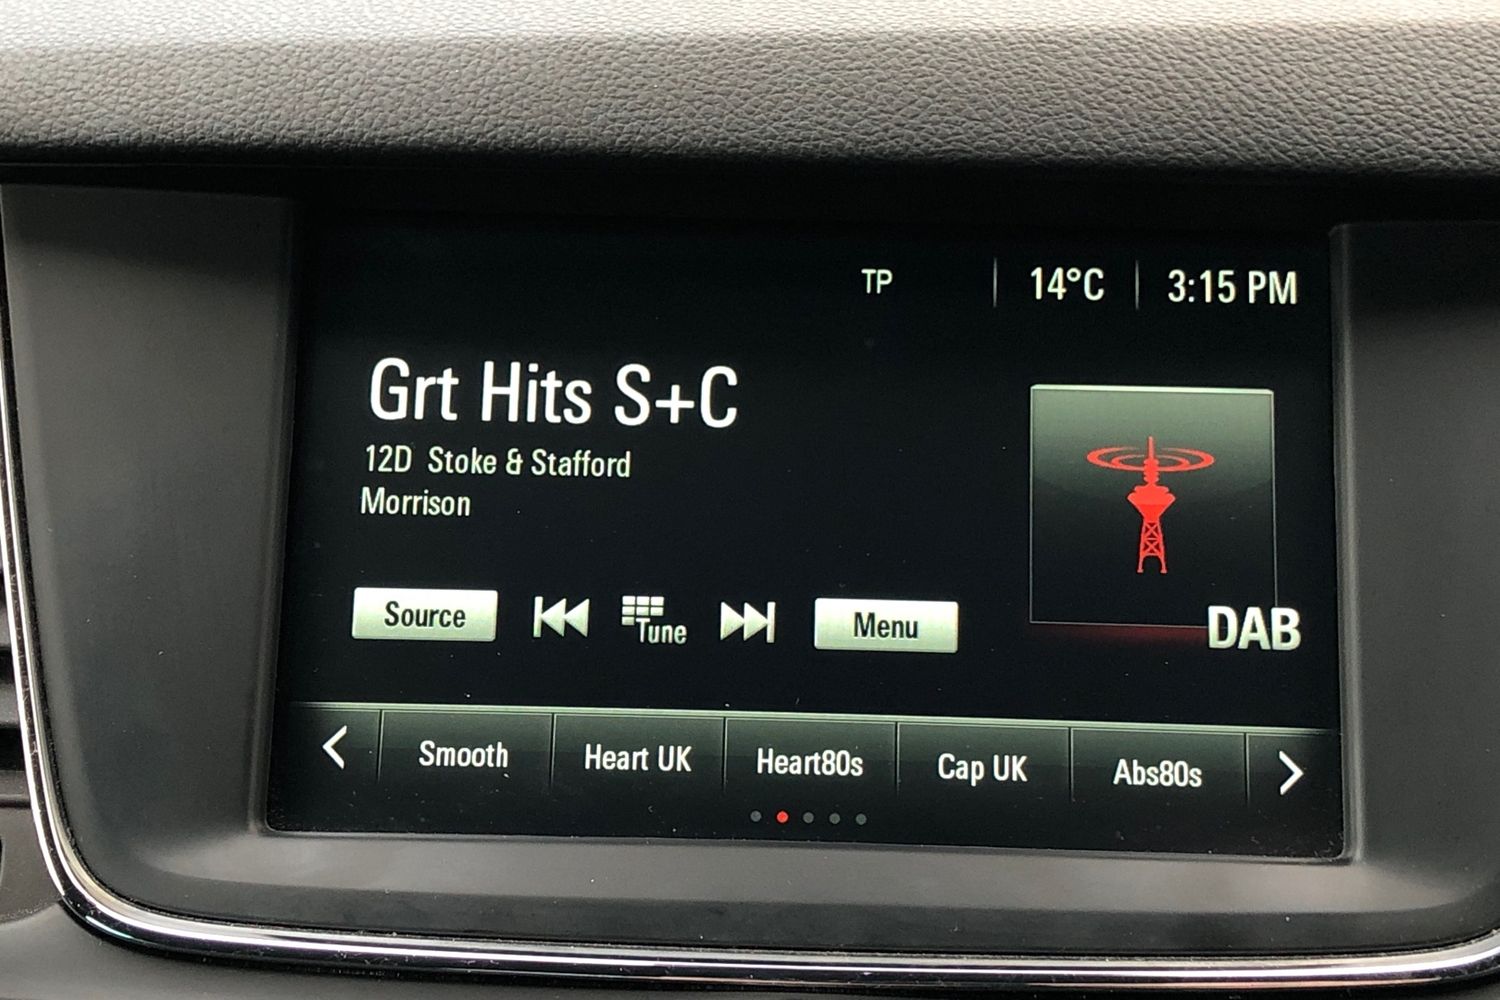 TP 14°C 3:15 PM
Grt Hits S+C
12D Stoke & Stafford
Morrison
Source Tune Menu
DAB
Smooth Heart UK Heart80s Cap UK Abs80s